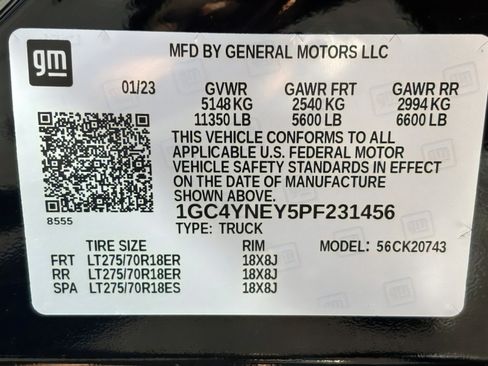 gm
MFD BY GENERAL MOTORS LLC
01/23 GVWR GAWR FRT GAWR RR
5148 KG 2540 KG 2994 KG
11350 LB 5600 LB 6600 LB
THIS VEHICLE CONFORMS TO ALL
APPLICABLE U.S. FEDERAL MOTOR
VEHICLE SAFETY STANDARDS IN EFFECT
ON THE DATE OF MANUFACTURE
SHOWN ABOVE.
8555
1GC4YNEY5PF231456
TYPE: TRUCK
TIRE SIZE RIM MODEL: 56CK20743
FRT LT275/70R18ER 18X8J
RR LT275/70R18ER 18X8J
SPA LT275/70R18ES 18X8J